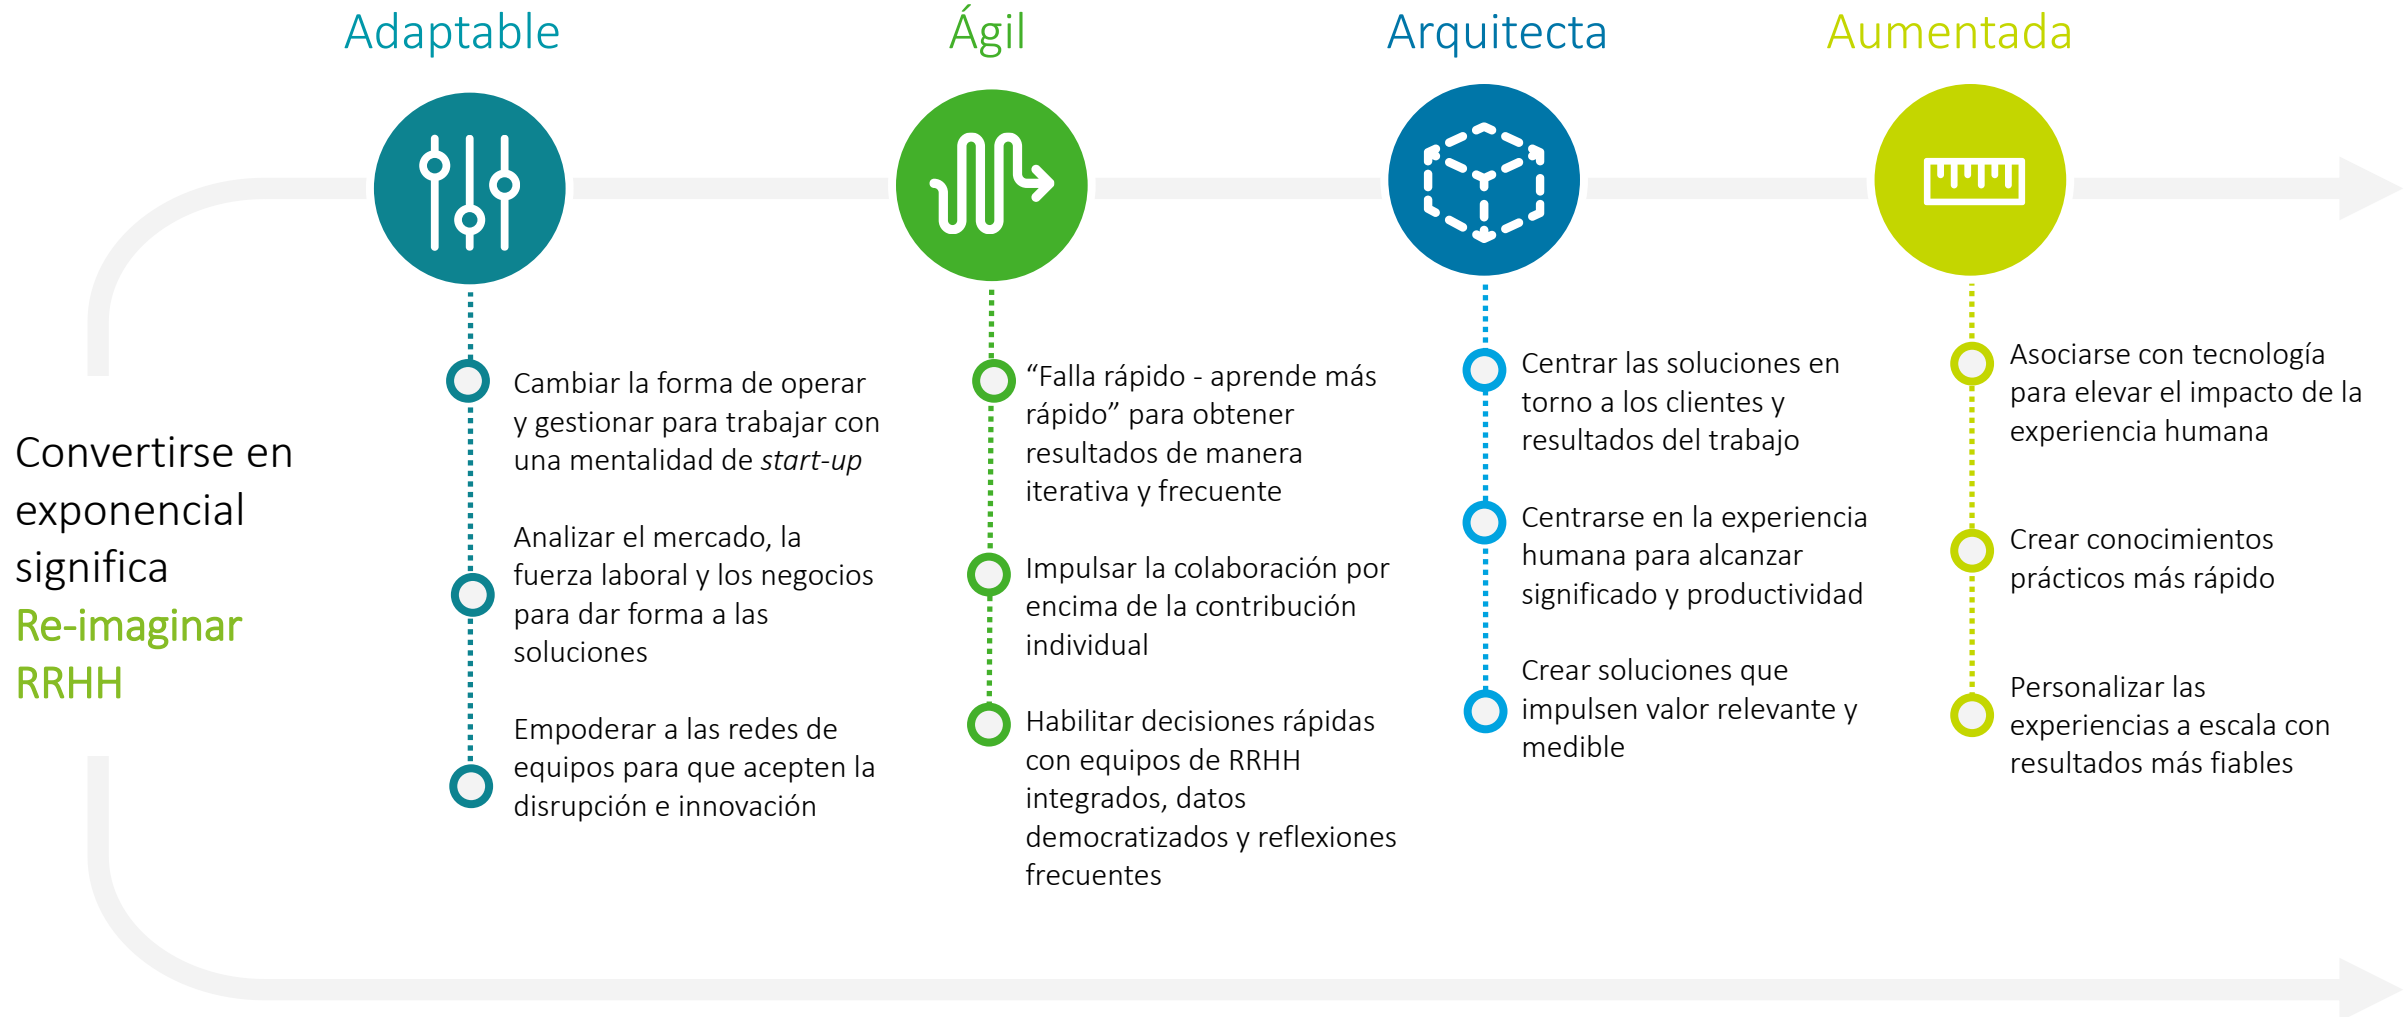 Convertirse en
exponencial
significa
Re-imaginar
RRHH
Adaptable
Cambiar la forma de operar
y gestionar para trabajar con
una mentalidad de start-up
Analizar el mercado, la
fuerza laboral y los negocios
para dar forma a las
soluciones
Empoderar a las redes de
equipos para que acepten la
disrupción e innovación
Ágil
“Falla rápido - aprende más
rápido” para obtener
resultados de manera
iterativa y frecuente
Impulsar la colaboración por
encima de la contribución
individual
Habilitar decisiones rápidas
con equipos de RRHH
integrados, datos
democratizados y reflexiones
frecuentes
Arquitecta
Centrar las soluciones en
torno a los clientes y
resultados del trabajo
Centrarse en la experiencia
humana para alcanzar
significado y productividad
Crear soluciones que
impulsen valor relevante y
medible
Aumentada
Asociarse con tecnología
para elevar el impacto de la
experiencia humana
Crear conocimientos
prácticos más rápido
Personalizar las
experiencias a escala con
resultados más fiables